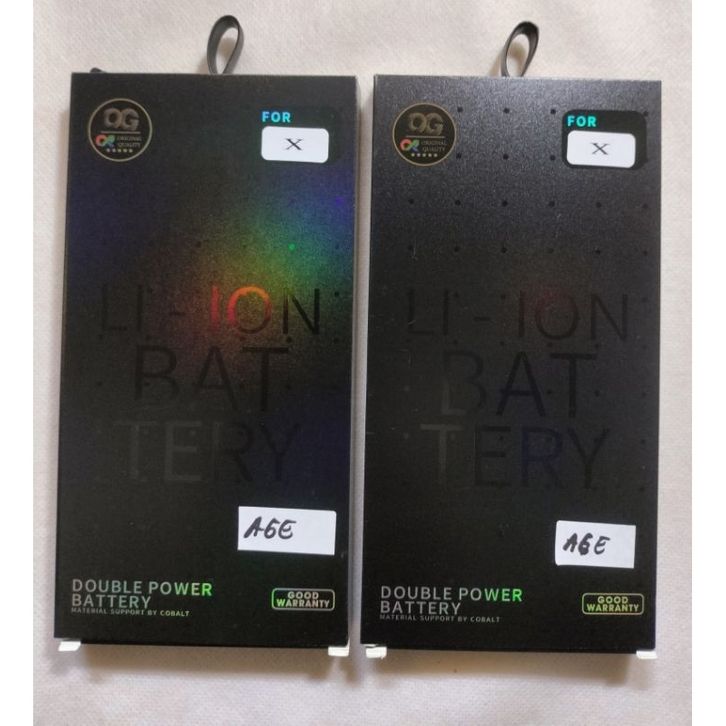 OG
ORIGINAL
QUALITY
FOR
X
LI-ION
BAT
TERY
A6E
DOUBLE POWER
BATTERY
MATERIAL SUPPORT BY COBALT
GOOD
WARRANTY
OG
ORIGINAL
QUALITY
FOR
X
LI-ION
BAT
TERY
A6E
DOUBLE POWER
BATTERY
MATERIAL SUPPORT BY COBALT
GOOD
WARRANTY